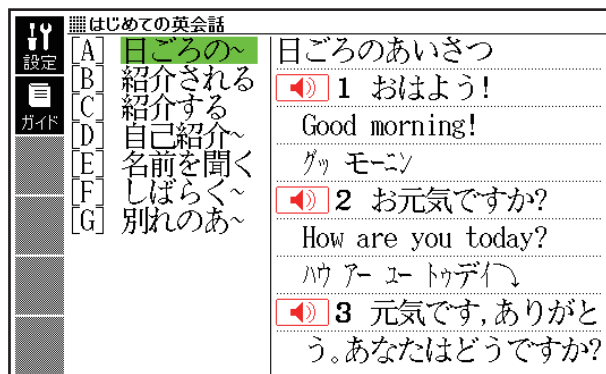 はじめての英会話
設定
ガイド
[A] 日ごろの~
[B] 紹介される
[C] 紹介する
[D] 自己紹介~
[E] 名前を聞く
[F] しばらく~
[G] 別れのあ~
日ごろのあいさつ
1 おはよう!
Good morning!
グッ モーニン
2 お元気ですか?
How are you today?
ハウ アー ユー トゥデイ
3 元気です,ありがと
う。あなたはどうですか?